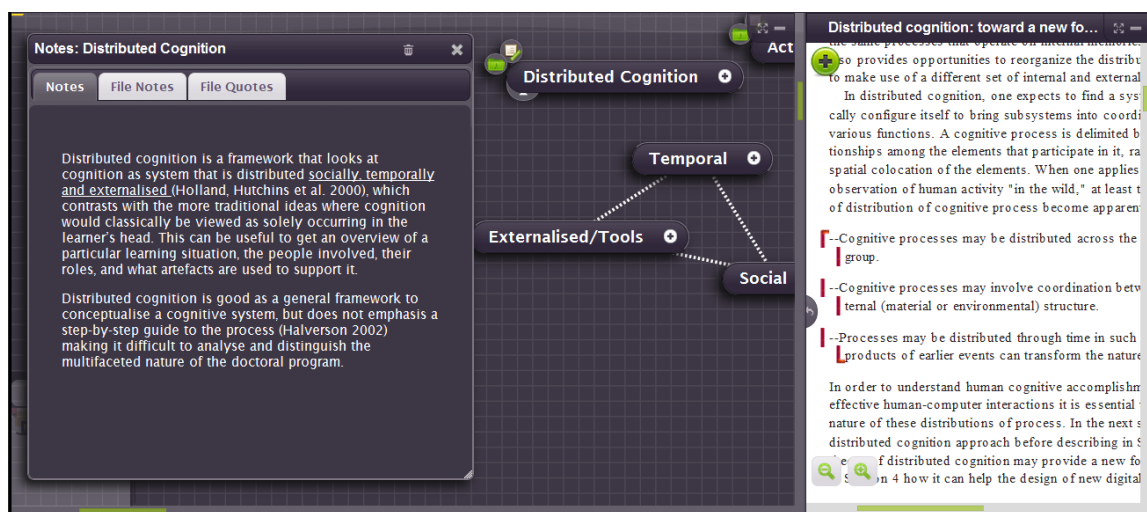 Notes: Distributed Cognition
Notes
File Notes
File Quotes
Distributed cognition is a framework that looks at
cognition as system that is distributed socially, temporally
and externalised (Holland, Hutchins et al. 2000), which
contrasts with the more traditional ideas where cognition
would classically be viewed as solely occurring in the
learner's head. This can be useful to get an overview of a
particular learning situation, the people involved, their
roles, and what artefacts are used to support it.
Distributed cognition is good as a general framework to
conceptualise a cognitive system, but does not emphasis a
step-by-step guide to the process (Halverson 2002)
making it difficult to analyse and distinguish the
multifaceted nature of the doctoral program.
Act
Distributed Cognition
Temporal
Externalised/Tools
Social
Distributed cognition: toward a new fo...
the same processes that operate on internal memories.
so provides opportunities to reorganize the distribu
to make use of a different set of internal and external
In distributed cognition, one expects to find a sys
cally configure itself to bring subsystems into coordi
various functions. A cognitive process is delimited b
tionships among the elements that participate in it, ra
spatial colocation of the elements. When one applies
observation of human activity "in the wild," at least t
of distribution of cognitive process become apparen
--Cognitive processes may be distributed across the
group.
--Cognitive processes may involve coordination betw
ternal (material or environmental) structure.
--Processes may be distributed through time in such
products of earlier events can transform the nature
In order to understand human cognitive accomplishm
effective human-computer interactions it is essential
nature of these distributions of process. In the next s
distributed cognition approach before describing in S
of distributed cognition may provide a new fo
S on 4 how it can help the design of new digital